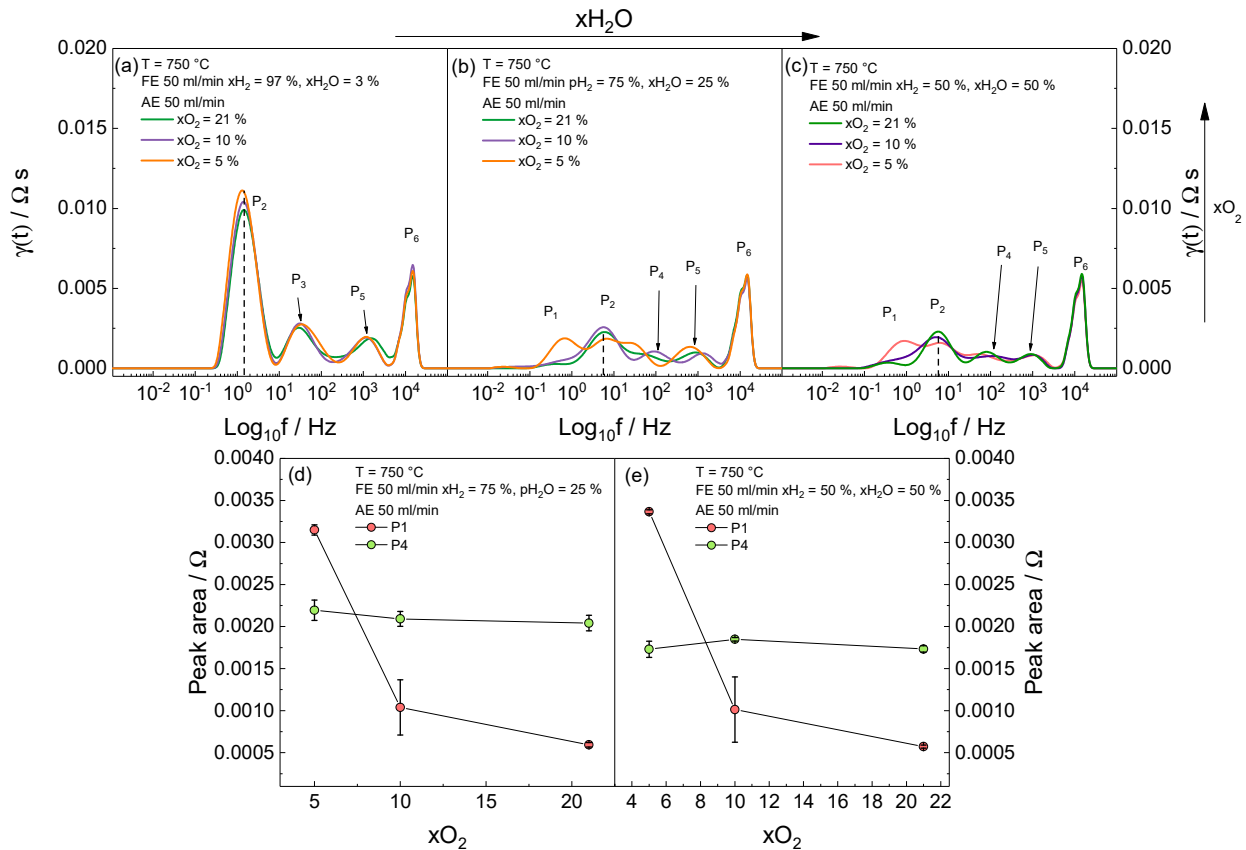 xH₂O
(a)
T = 750 °C
FE 50 ml/min xH₂ = 97 %, xH₂O = 3 %
AE 50 ml/min
xO₂ = 21 %
xO₂ = 10 %
xO₂ = 5 %
P₂
P₃
P₅
P₆
0.020
0.015
0.010
0.005
0.000
γ(t) / Ω s
10⁻² 10⁻¹ 10⁰ 10¹ 10² 10³ 10⁴
Log₁₀f / Hz
(b)
T = 750 °C
FE 50 ml/min pH₂ = 75 %, xH₂O = 25 %
AE 50 ml/min
xO₂ = 21 %
xO₂ = 10 %
xO₂ = 5 %
P₁
P₂
P₄
P₅
P₆
10⁻² 10⁻¹ 10⁰ 10¹ 10² 10³ 10⁴
Log₁₀f / Hz
(c)
T = 750 °C
FE 50 ml/min xH₂ = 50 %, xH₂O = 50 %
AE 50 ml/min
xO₂ = 21 %
xO₂ = 10 %
xO₂ = 5 %
P₁
P₂
P₄
P₅
P₆
10⁻² 10⁻¹ 10⁰ 10¹ 10² 10³ 10⁴
Log₁₀f / Hz
0.020
0.015
0.010
0.005
0.000
γ(t) / Ω s
xO₂
(d)
T = 750 °C
FE 50 ml/min xH₂ = 75 %, pH₂O = 25 %
AE 50 ml/min
P1
P4
0.0040
0.0035
0.0030
0.0025
0.0020
0.0015
0.0010
0.0005
Peak area / Ω
5 10 15 20
xO₂
(e)
T = 750 °C
FE 50 ml/min xH₂ = 50 %, xH₂O = 50 %
AE 50 ml/min
P1
P4
4 6 8 10 12 14 16 18 20 22
xO₂
0.0040
0.0035
0.0030
0.0025
0.0020
0.0015
0.0010
0.0005
Peak area / Ω